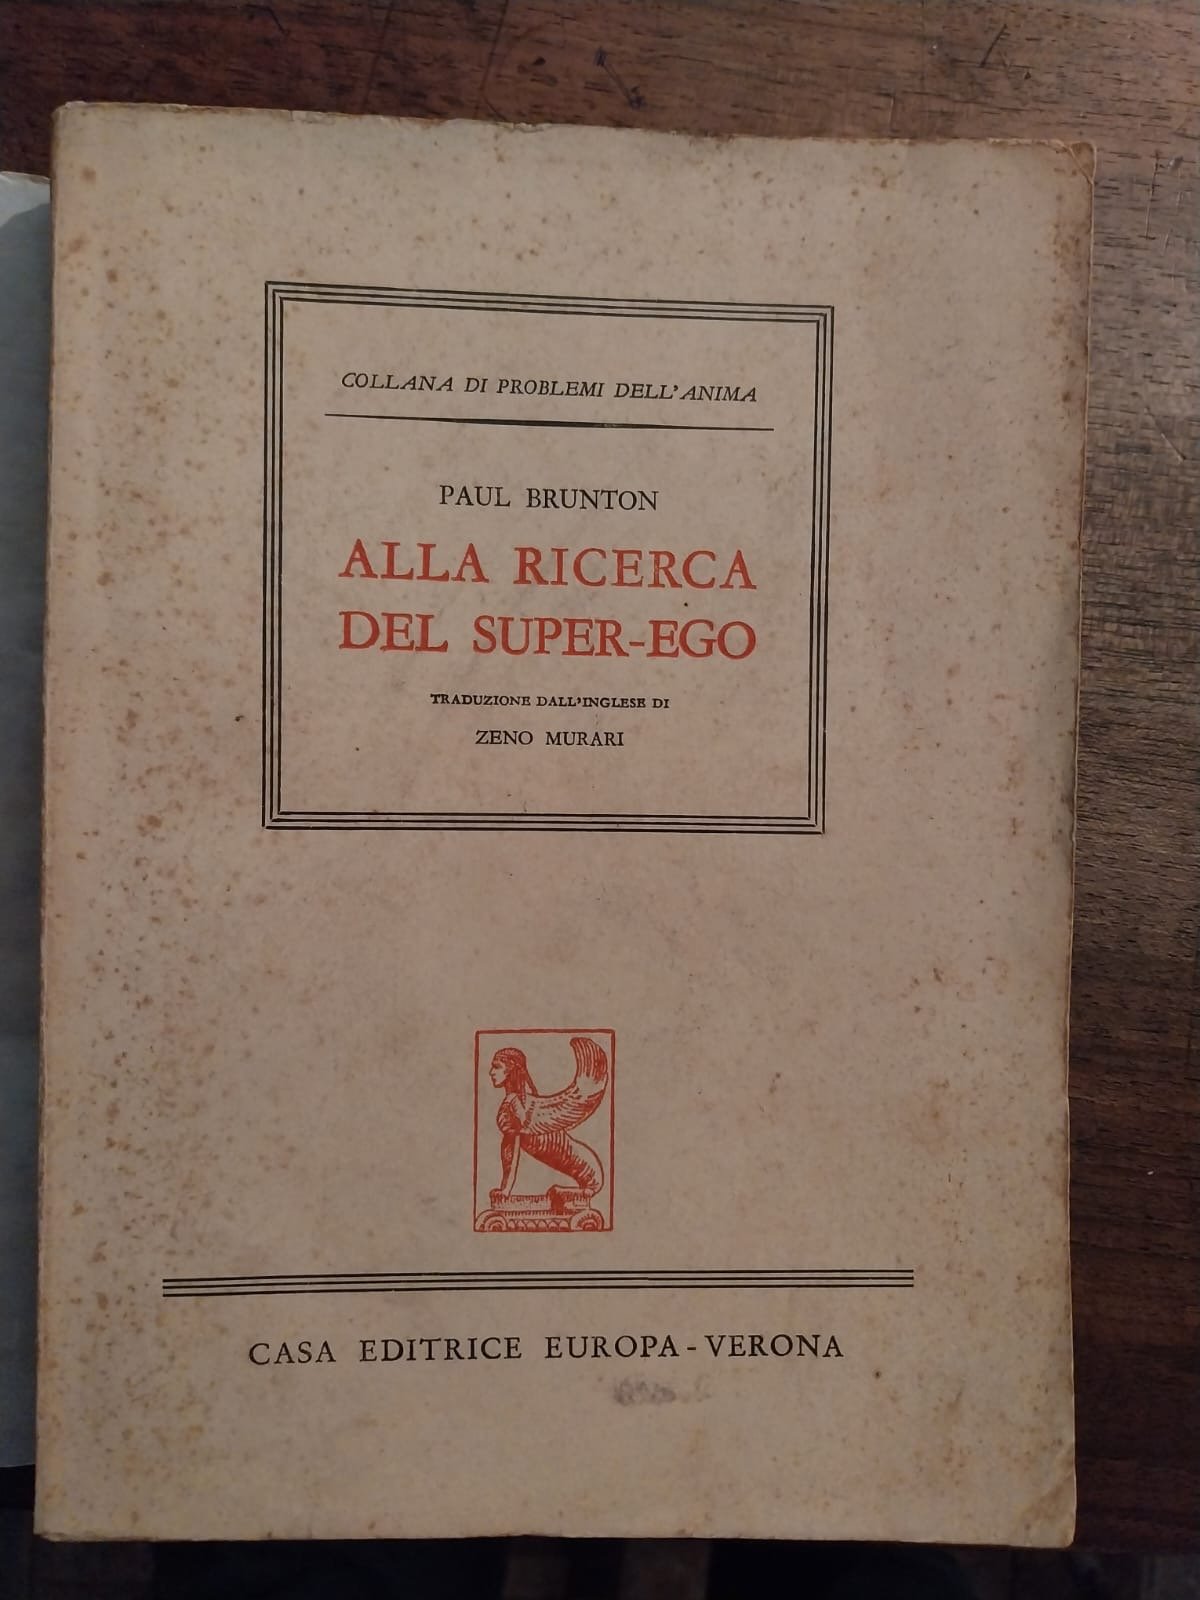 COLLANA DI PROBLEMI DELL'ANIMA
PAUL BRUNTON
ALLA RICERCA
DEL SUPER-EGO
TRADUZIONE DALL'INGLESE DI
ZENO MURARI
CASA EDITRICE EUROPA - VERONA